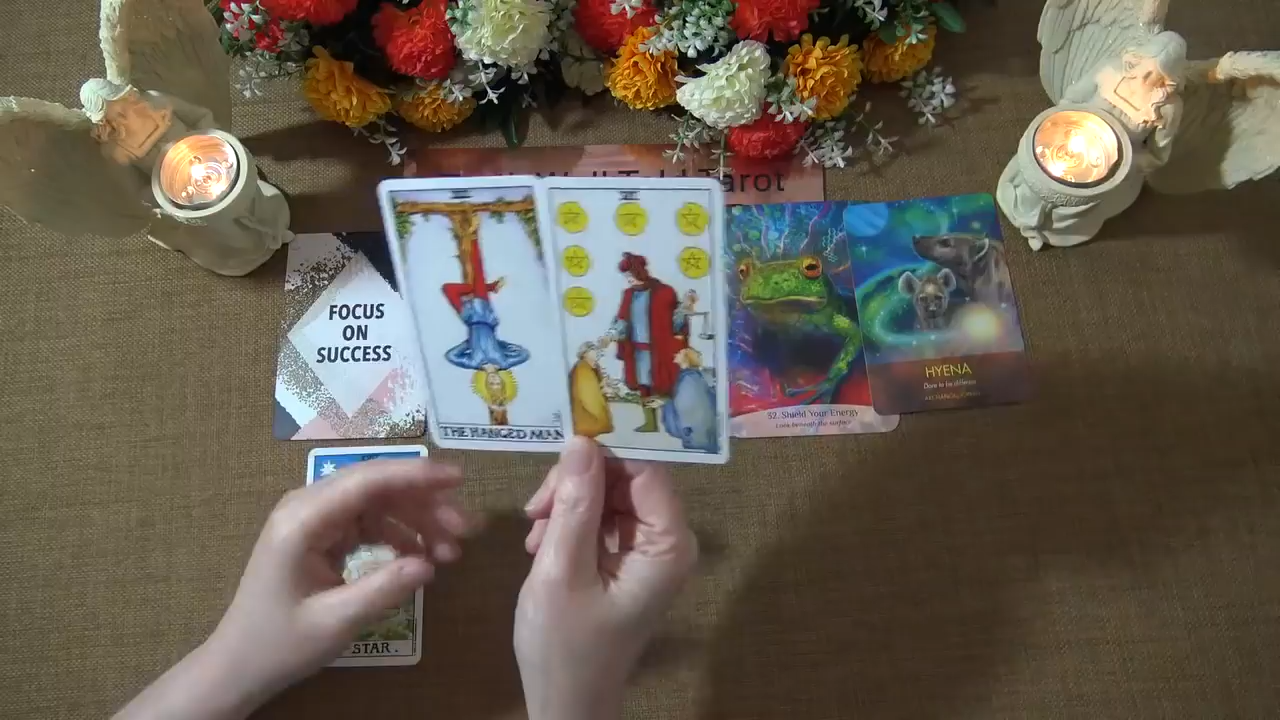 Tarot
FOCUS
ON
SUCCESS
THE HANGED MAN
32. Shield Your Energy
Look beneath the surface
HYENA
Dare to be different
STAR.